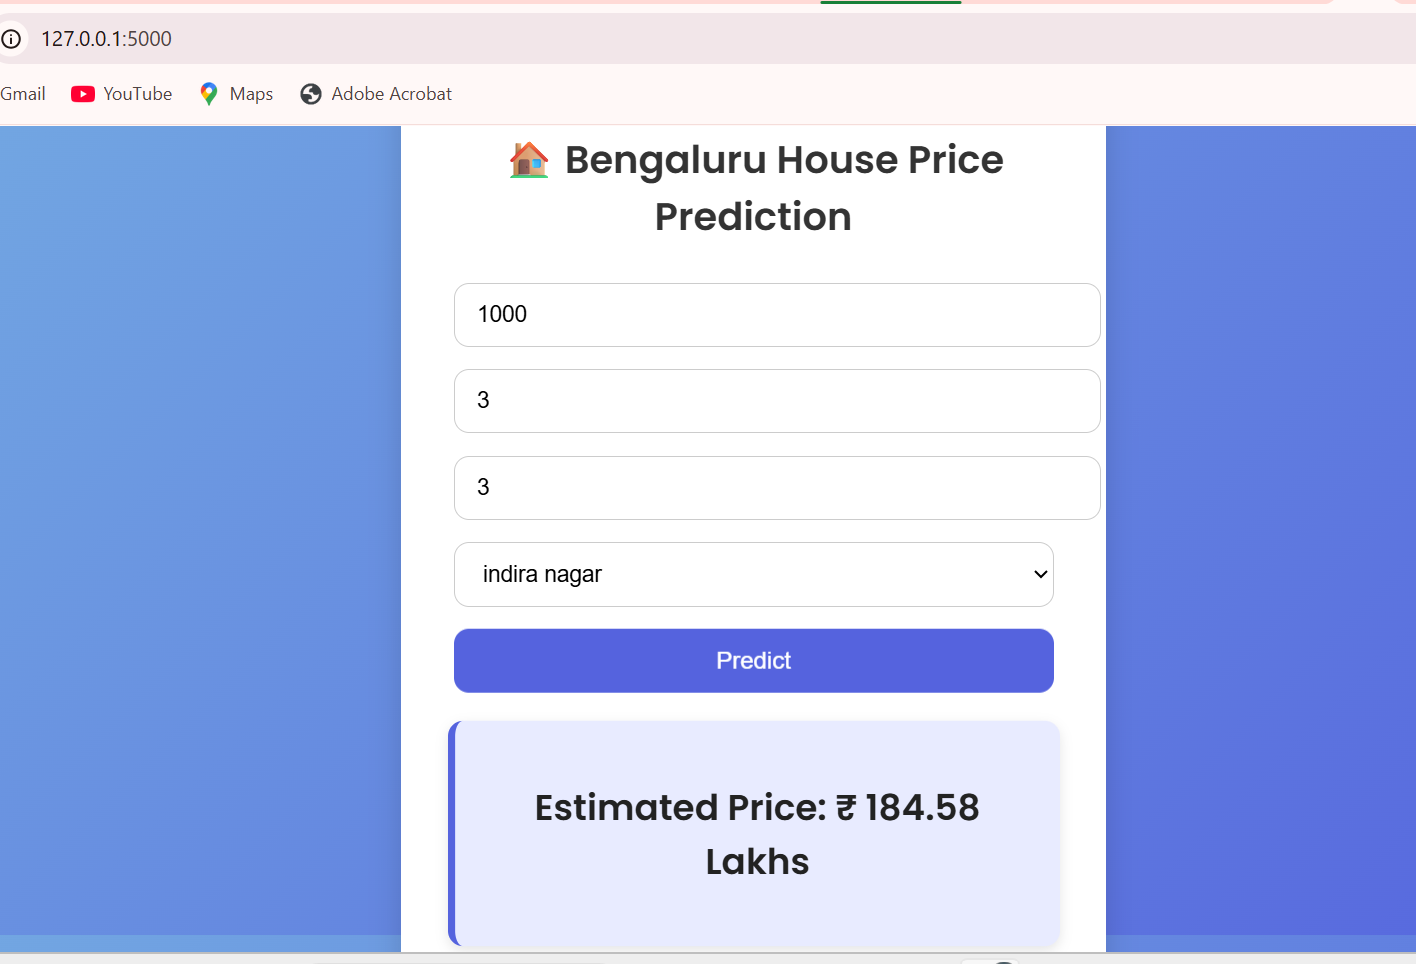 127.0.0.1:5000
Gmail YouTube Maps Adobe Acrobat
Bengaluru House Price
Prediction
1000
3
3
indira nagar
Predict
Estimated Price: ₹ 184.58
Lakhs